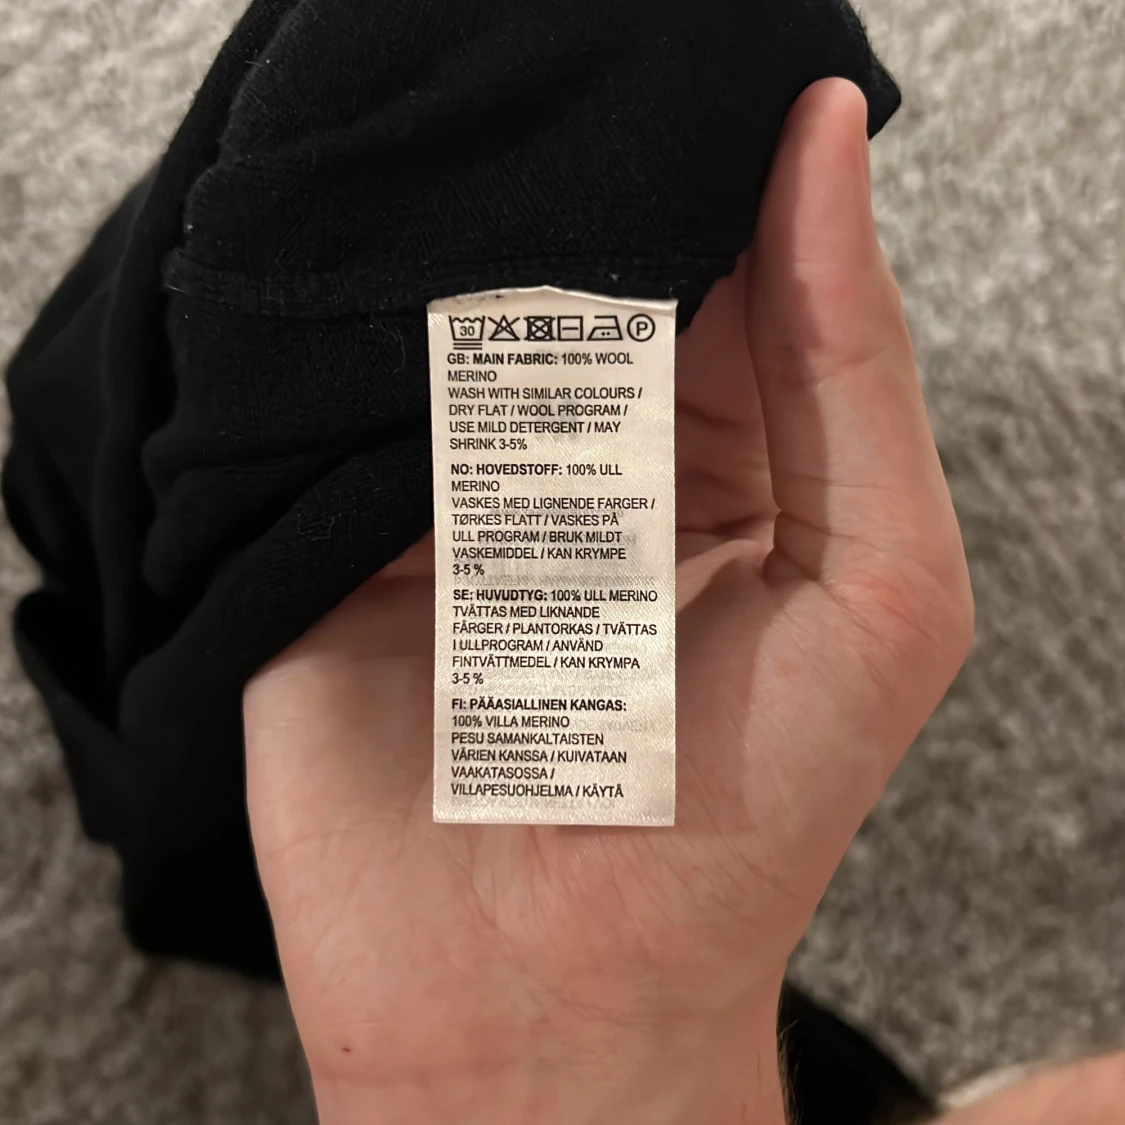 30 P
GB: MAIN FABRIC: 100% WOOL
MERINO
WASH WITH SIMILAR COLOURS /
DRY FLAT / WOOL PROGRAM /
USE MILD DETERGENT / MAY
SHRINK 3-5%
NO: HOVEDSTOFF: 100% ULL
MERINO
VASKES MED LIGNENDE FARGER /
TØRKES FLATT / VASKES PÅ
ULL PROGRAM / BRUK MILDT
VASKEMIDDEL / KAN KRYMPE
3-5 %
SE: HUVUDTYG: 100% ULL MERINO
TVÄTTAS MED LIKNANDE
FÄRGER / PLANTORKAS / TVÄTTAS
I ULLPROGRAM / ANVÄND
FINTVÄTTMEDEL / KAN KRYMPA
3-5 %
FI: PÄÄASIALLINEN KANGAS:
100% VILLA MERINO
PESU SAMANKALTAISTEN
VÄRIEN KANSSA / KUIVATAAN
VAAKATASOSSA /
VILLAPESUOHJELMA / KÄYTÄ